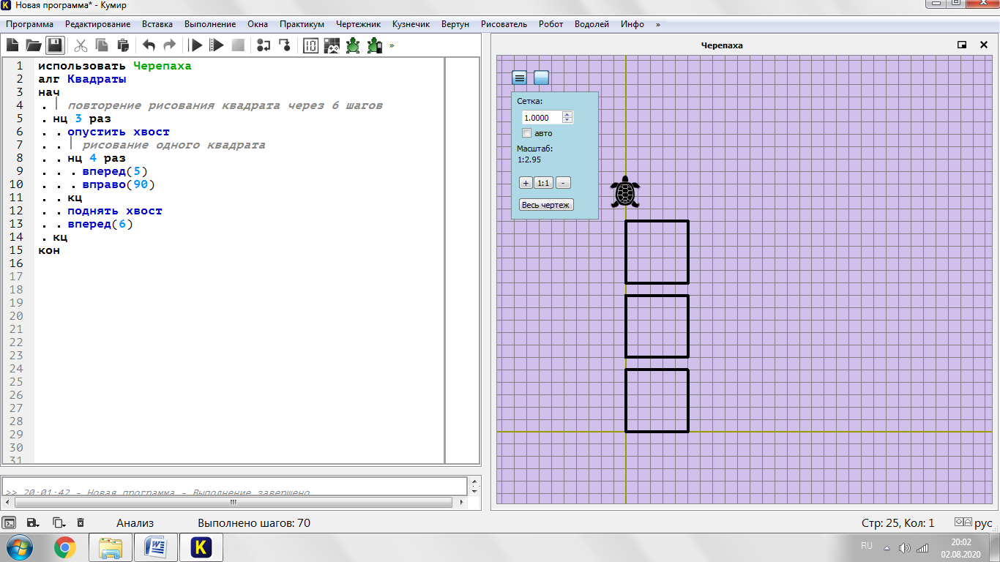 Новая программа* - Кумир
Программа Редактирование Вставка Выполнение Окна Практикум Чертежник Кузнечик Вертун Рисователь Робот Водолей Инфо »
»
1 использовать Черепаха
2 алг Квадраты
3 нач
4 . | повторение рисования квадрата через 6 шагов
5 . нц 3 раз
6 . . опустить хвост
7 . . | рисование одного квадрата
8 . . нц 4 раз
9 . . . вперед(5)
10 . . . вправо(90)
11 . . кц
12 . . поднять хвост
13 . . вперед(6)
14 . кц
15 кон
16
17
18
19
20
21
22
23
24
25
26
27
28
29
30
31
>> 20:01:42 - Новая программа - Выполнение завершено
Черепаха
Сетка:
1.0000
авто
Масштаб:
1:2.95
+ 1:1 -
Весь чертеж
Анализ Выполнено шагов: 70 Стр: 25, Кол: 1 рус
RU 20:02
02.08.2020